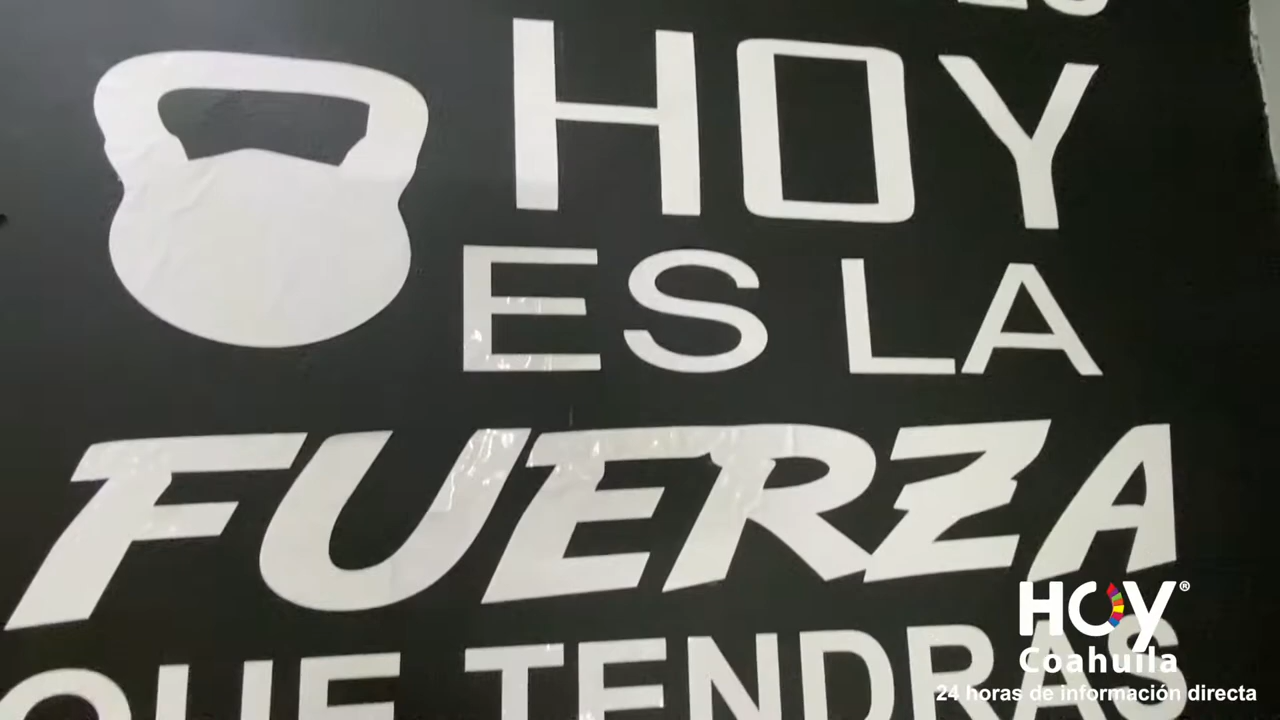 HOY
ES LA
FUERZA
QUE TENDRAS
HOY®
Coahuila
24 horas de información directa